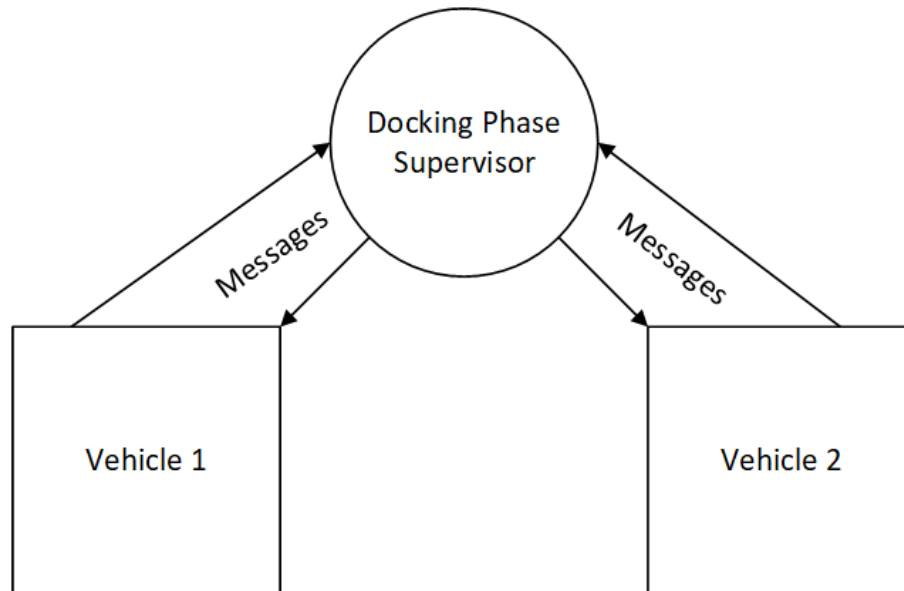 Docking Phase
Supervisor
Messages
Messages
Vehicle 1
Vehicle 2